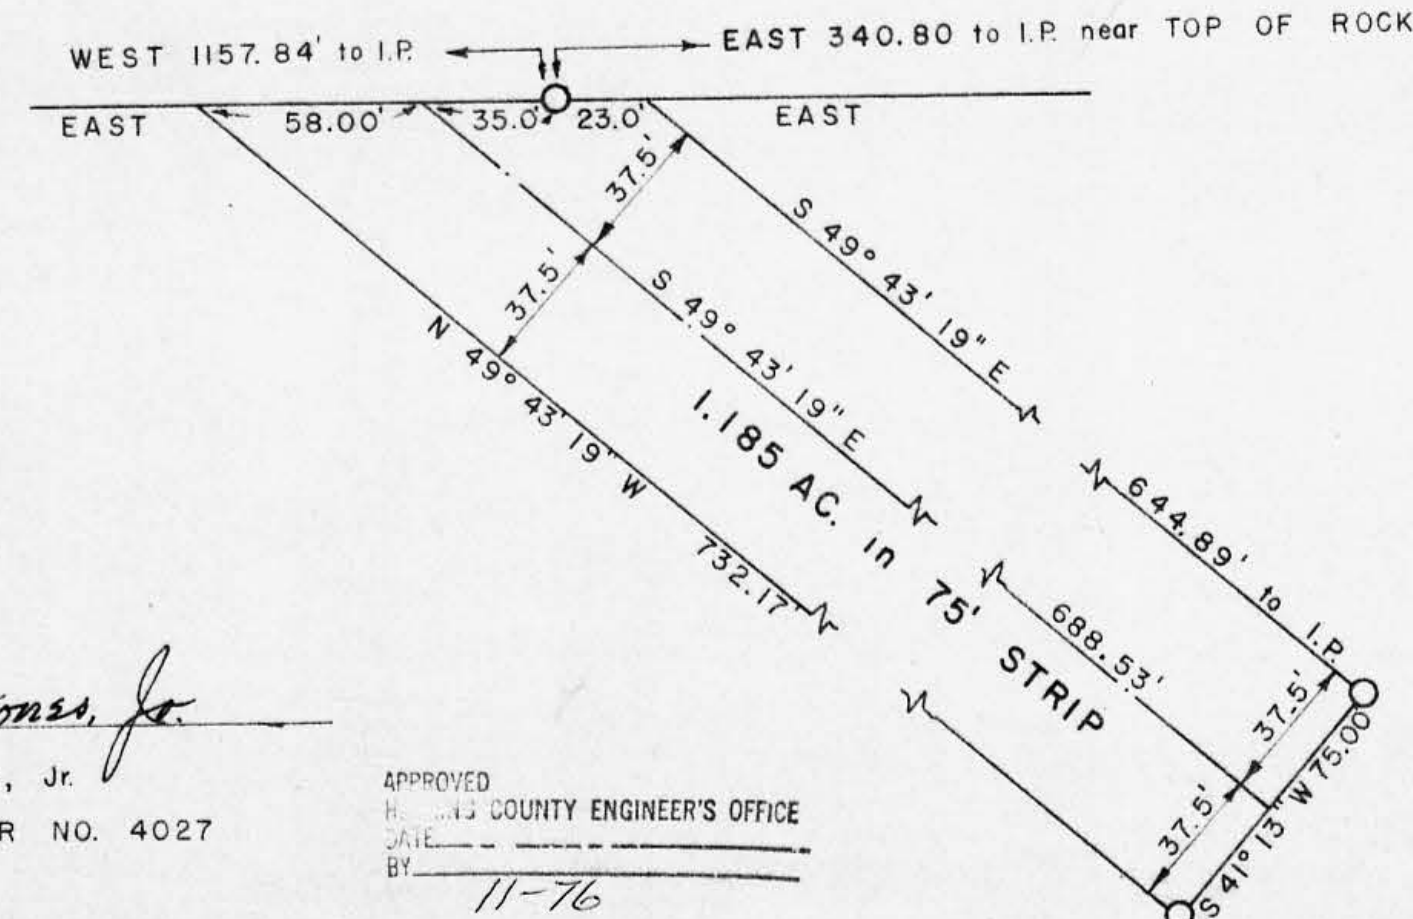 WEST 1157.84' to I.P.
EAST 340.80 to I.P. near TOP OF ROCK
EAST
58.00'
35.0'
23.0'
EAST
37.5'
37.5'
S 49° 43' 19" E
S 49° 43' 19" E
N 49° 43' 19' W
732.17'
1.185 AC. in 75' STRIP
644.89' to I.P.
688.53'
37.5'
37.5'
S 41° 13" W 75.00'
Jr.
, Jr.
R NO. 4027
APPROVED
COUNTY ENGINEER'S OFFICE
DATE
BY
11-76